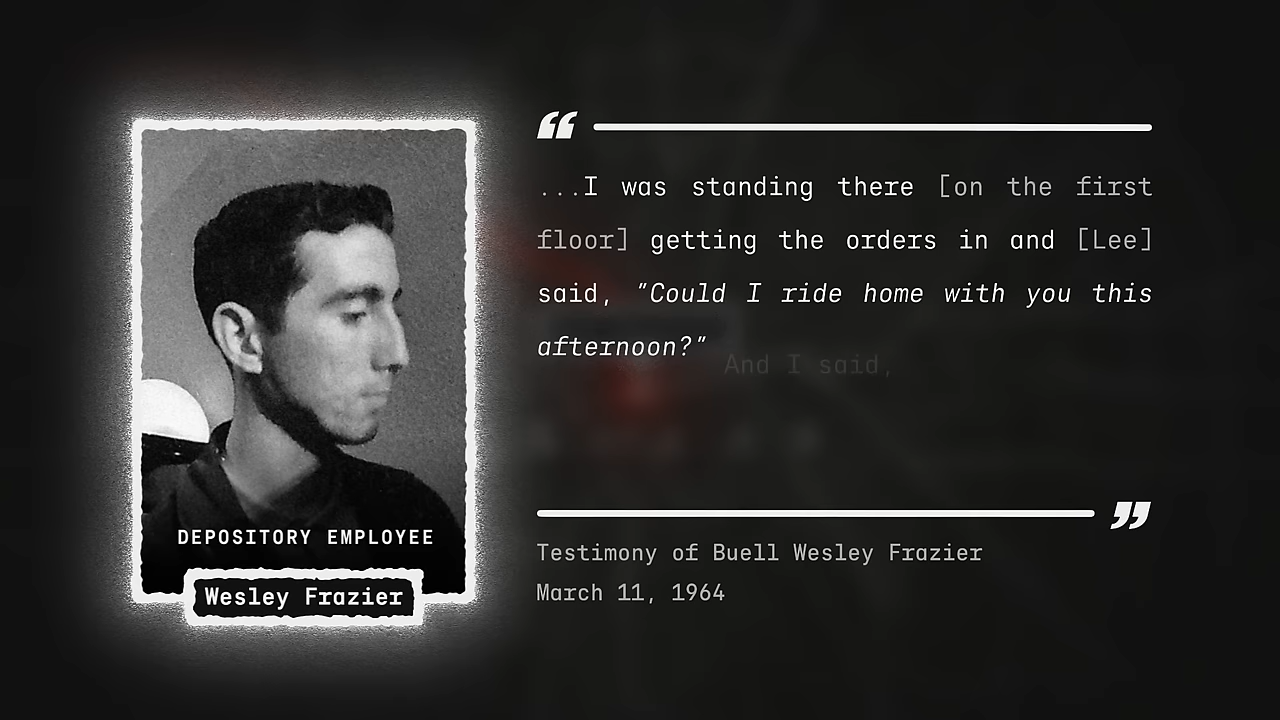 DEPOSITORY EMPLOYEE
Wesley Frazier
“
...I was standing there [on the first
floor] getting the orders in and [Lee]
said, "Could I ride home with you this
afternoon?" And I said,
”
Testimony of Buell Wesley Frazier
March 11, 1964